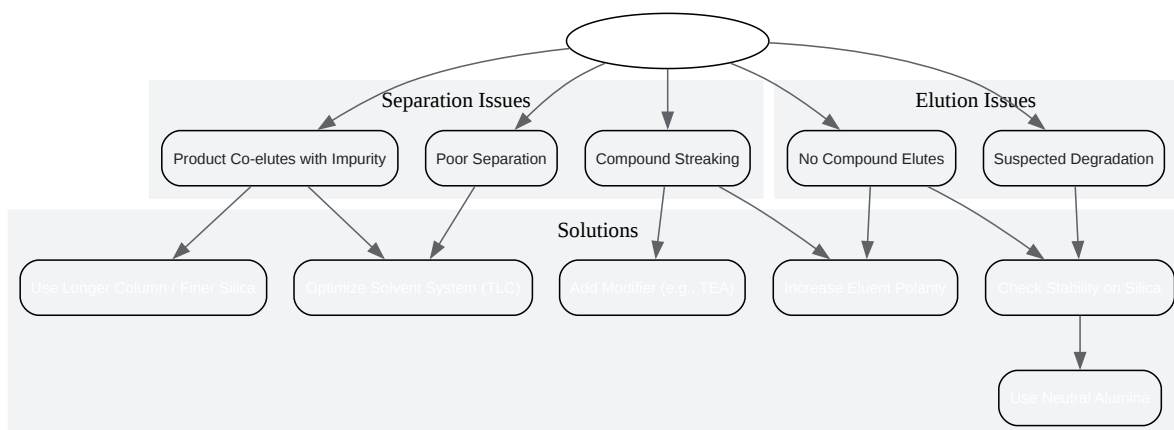 Separation Issues
Elution Issues
Product Co-elutes with Impurity
Poor Separation
Compound Streaking
No Compound Elutes
Suspected Degradation
Solutions
Use Longer Column / Finer Silica
Optimize Solvent System (TLC)
Add Modifier (e.g., TEA)
Increase Eluent Polarity
Check Stability on Silica
Use Neutral Alumina